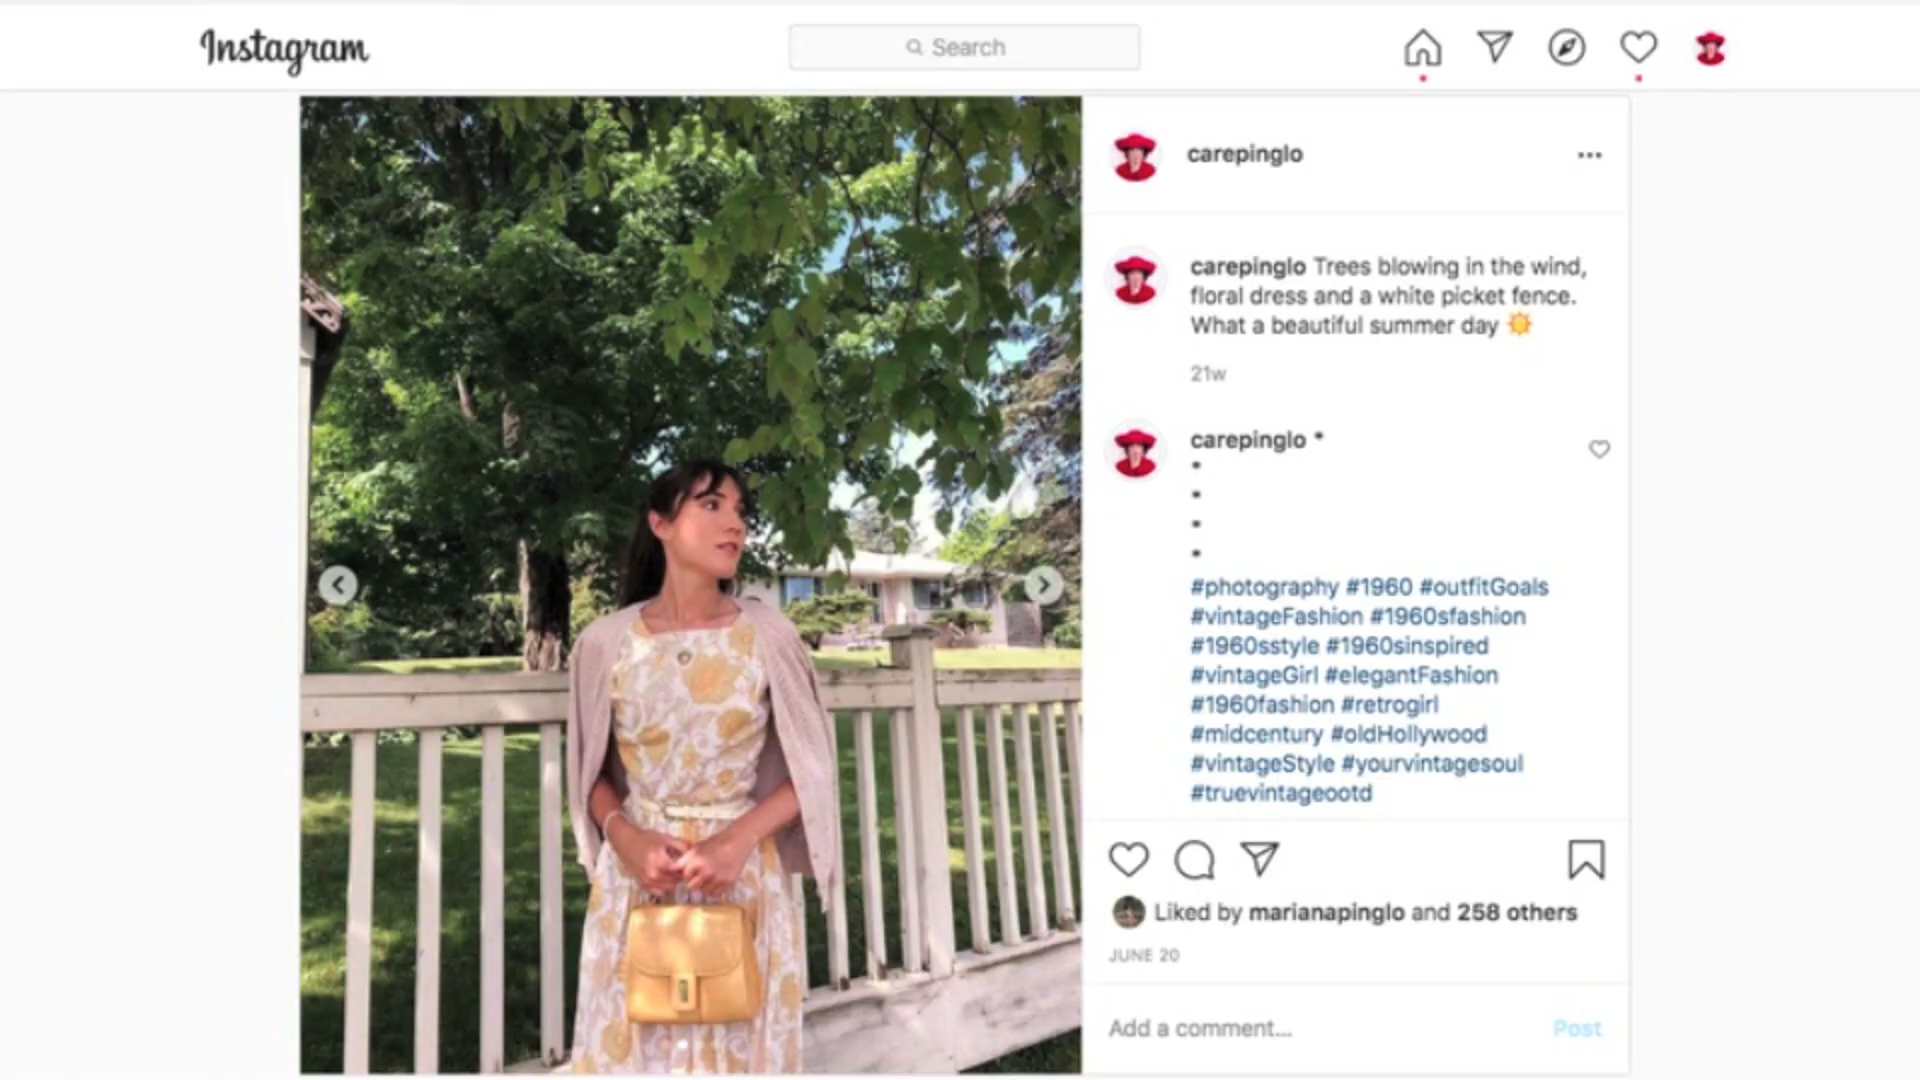 Instagram
Search
carepinglo
carepinglo Trees blowing in the wind,
floral dress and a white picket fence.
What a beautiful summer day ☀️
21w
carepinglo *
*
*
*
*
#photography #1960 #outfitGoals
#vintageFashion #1960sfashion
#1960sstyle #1960sinspired
#vintageGirl #elegantFashion
#1960fashion #retrogirl
#midcentury #oldHollywood
#vintageStyle #yourvintagesoul
#truevintageootd
Liked by marianapinglo and 258 others
JUNE 20
Add a comment... Post